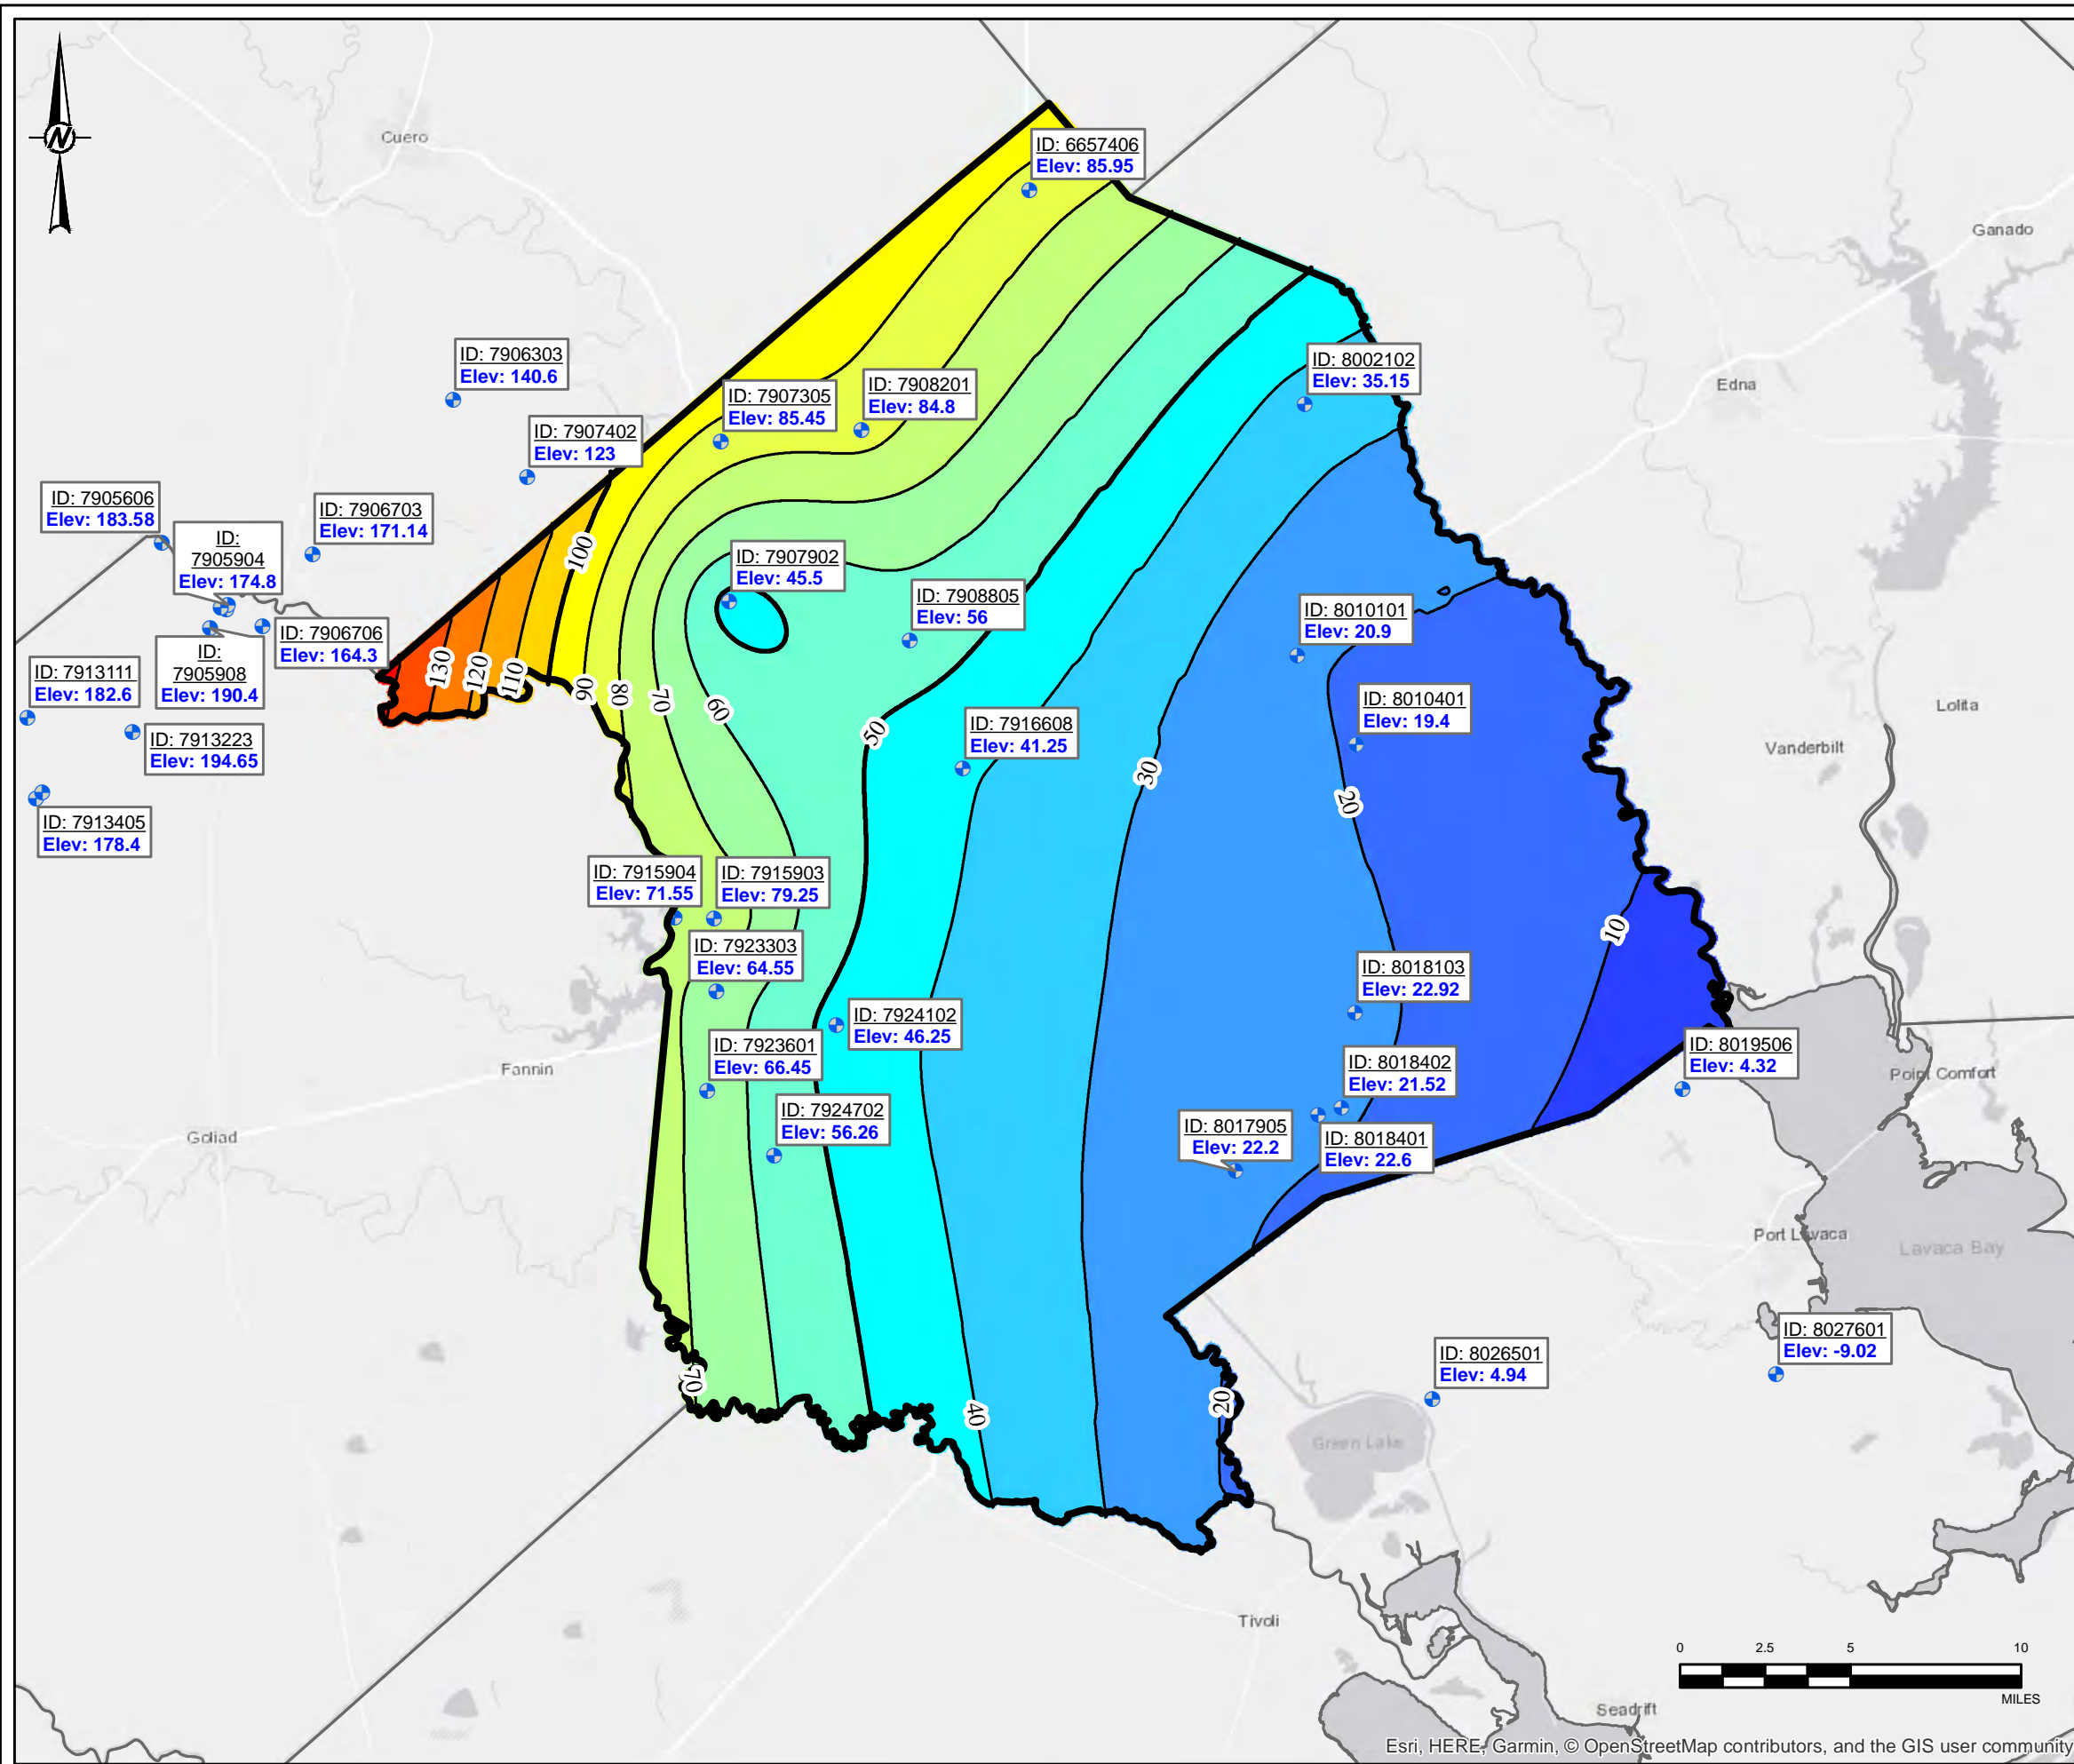 N
Cuero
ID: 6657406
Elev: 85.95
Ganado
ID: 7906303
Elev: 140.6
ID: 8002102
Elev: 35.15
Edna
ID: 7907305
Elev: 85.45
ID: 7908201
Elev: 84.8
ID: 7907402
Elev: 123
ID: 7905606
Elev: 183.58
ID: 7906703
Elev: 171.14
ID:
7905904
Elev: 174.8
100
ID: 7907902
Elev: 45.5
ID: 7908805
Elev: 56
ID: 8010101
Elev: 20.9
ID: 7906706
Elev: 164.3
ID:
7905908
Elev: 190.4
ID: 7913111
Elev: 182.6
130
120
110
90
80
70
60
50
ID: 8010401
Elev: 19.4
Lolita
ID: 7916608
Elev: 41.25
ID: 7913223
Elev: 194.65
Vanderbilt
30
20
ID: 7913405
Elev: 178.4
ID: 7915904
Elev: 71.55
ID: 7915903
Elev: 79.25
10
ID: 7923303
Elev: 64.55
ID: 8018103
Elev: 22.92
ID: 7924102
Elev: 46.25
ID: 7923601
Elev: 66.45
ID: 8019506
Elev: 4.32
Fannin
Point Comfort
ID: 8018402
Elev: 21.52
ID: 7924702
Elev: 56.26
ID: 8017905
Elev: 22.2
ID: 8018401
Elev: 22.6
Goliad
Port Lavaca
Lavaca Bay
ID: 8027601
Elev: -9.02
ID: 8026501
Elev: 4.94
70
40
20
Green Lake
Tivoli
0 2.5 5 10
MILES
Seadrift
Esri, HERE, Garmin, © OpenStreetMap contributors, and the GIS user community